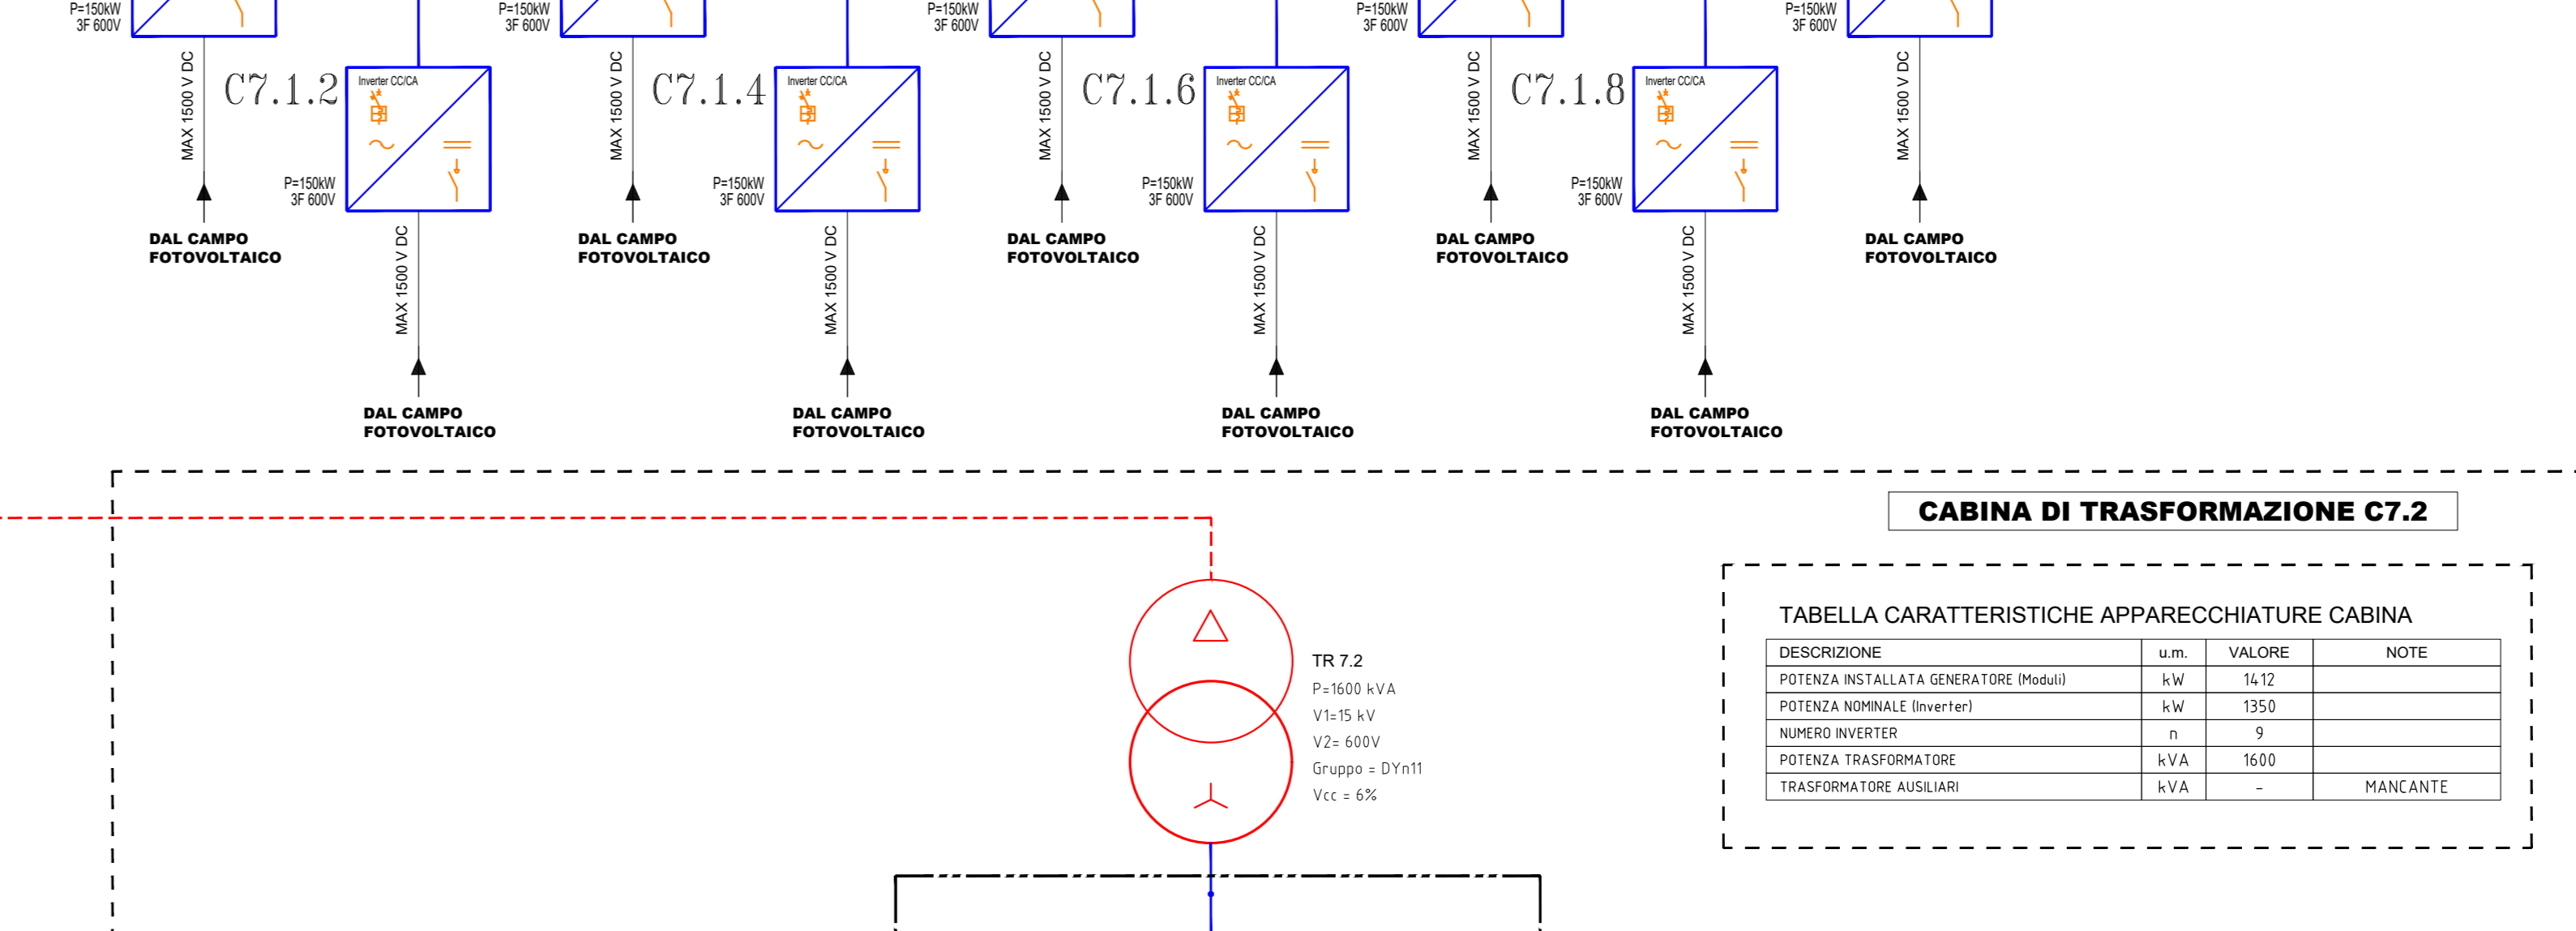 P=150kW
3F 600V
P=150kW
3F 600V
P=150kW
3F 600V
P=150kW
3F 600V
P=150kW
3F 600V
MAX 1500 V DC
MAX 1500 V DC
MAX 1500 V DC
MAX 1500 V DC
MAX 1500 V DC
C7.1.2
Inverter CC/CA
P=150kW
3F 600V
C7.1.4
Inverter CC/CA
P=150kW
3F 600V
C7.1.6
Inverter CC/CA
P=150kW
3F 600V
C7.1.8
Inverter CC/CA
P=150kW
3F 600V
DAL CAMPO
FOTOVOLTAICO
DAL CAMPO
FOTOVOLTAICO
DAL CAMPO
FOTOVOLTAICO
DAL CAMPO
FOTOVOLTAICO
DAL CAMPO
FOTOVOLTAICO
MAX 1500 V DC
MAX 1500 V DC
MAX 1500 V DC
MAX 1500 V DC
DAL CAMPO
FOTOVOLTAICO
DAL CAMPO
FOTOVOLTAICO
DAL CAMPO
FOTOVOLTAICO
DAL CAMPO
FOTOVOLTAICO
CABINA DI TRASFORMAZIONE C7.2
TR 7.2
P=1600 kVA
V1=15 kV
V2= 600V
Gruppo = DYn11
Vcc = 6%
TABELLA CARATTERISTICHE APPARECCHIATURE CABINA
DESCRIZIONE u.m. VALORE NOTE
POTENZA INSTALLATA GENERATORE (Moduli) kW 1412
POTENZA NOMINALE (Inverter) kW 1350
NUMERO INVERTER n 9
POTENZA TRASFORMATORE kVA 1600
TRASFORMATORE AUSILIARI kVA - MANCANTE